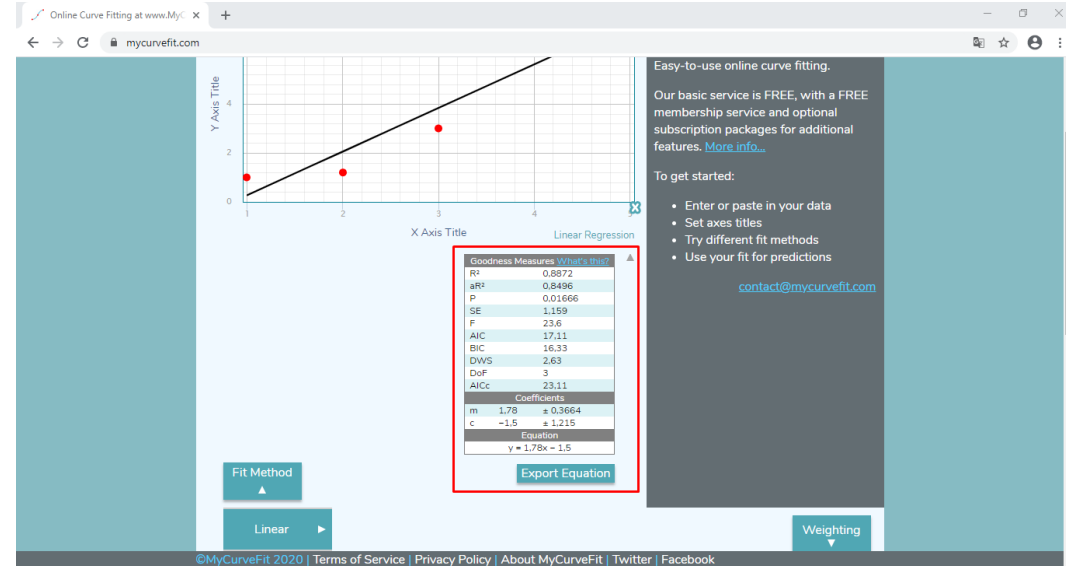 Online Curve Fitting at www.MyC
mycurvefit.com
Y Axis Title
4
2
0
1 2 3 4 5
X Axis Title
Linear Regression
Goodness Measures What's this?
R² 0,8872
aR² 0,8496
P 0,01666
SE 1,159
F 23,6
AIC 17,11
BIC 16,33
DWS 2,63
DoF 3
AICc 23,11
Coefficients
m 1,78 ± 0,3664
c −1,5 ± 1,215
Equation
y = 1,78x − 1,5
Export Equation
Fit Method
Linear
Easy-to-use online curve fitting.
Our basic service is FREE, with a FREE
membership service and optional
subscription packages for additional
features. More info...
To get started:
• Enter or paste in your data
• Set axes titles
• Try different fit methods
• Use your fit for predictions
contact@mycurvefit.com
Weighting
©MyCurveFit 2020 | Terms of Service | Privacy Policy | About MyCurveFit | Twitter | Facebook